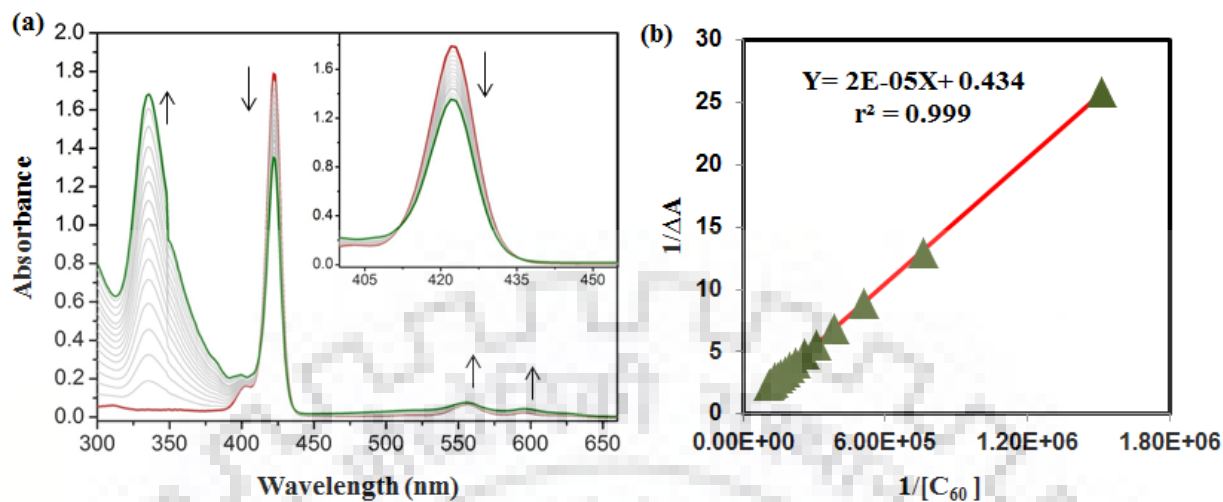 (a)
2.0
1.8
1.6
1.4
1.2
1.0
0.8
0.6
0.4
0.2
0.0
Absorbance
300 350 400 450 500 550 600 650
Wavelength (nm)
1.6
1.2
0.8
0.4
0.0
405 420 435 450
(b)
30
25
20
15
10
5
0
1/ΔA
Y= 2E-05X+ 0.434
r² = 0.999
0.00E+00 6.00E+05 1.20E+06 1.80E+06
1/[C₆₀ ]